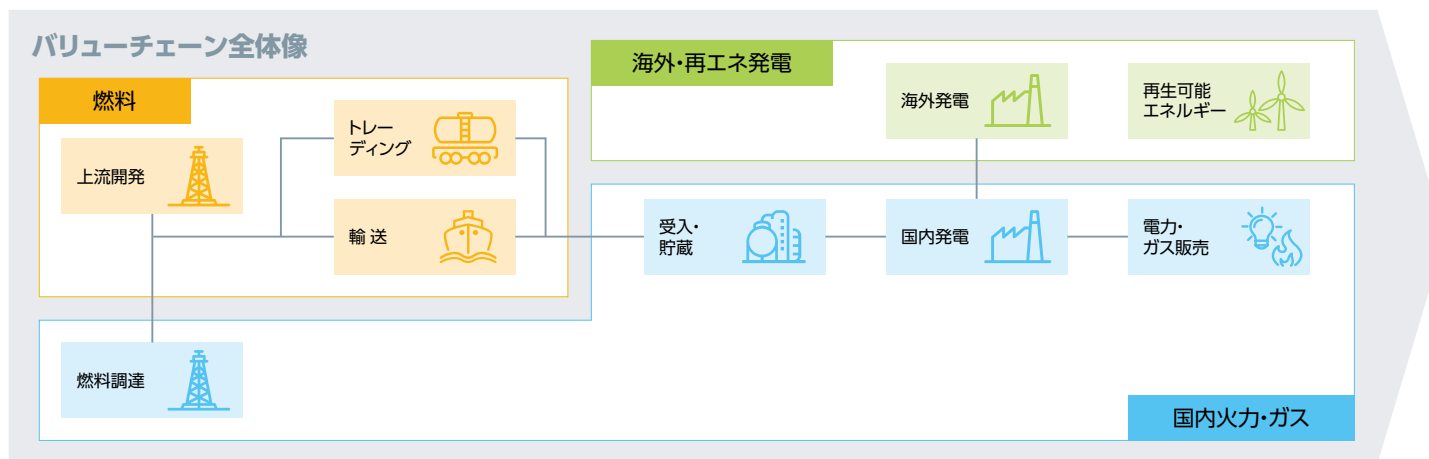 バリューチェーン全体像
燃料
上流開発
トレー
ディング
輸 送
海外・再エネ発電
海外発電
再生可能
エネルギー
受入・
貯蔵
国内発電
電力・
ガス販売
燃料調達
国内火力・ガス